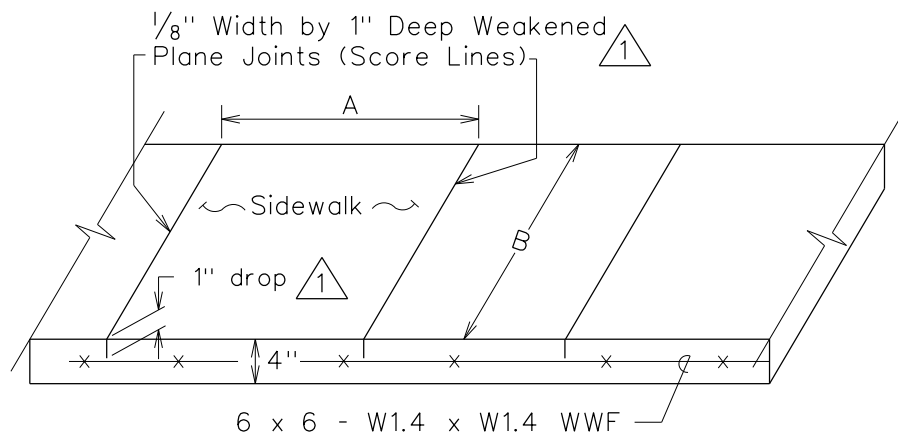 1/8" Width by 1" Deep Weakened
Plane Joints (Score Lines)
1
A
Sidewalk
B
1" drop
1
4"
6 x 6 - W1.4 x W1.4 WWF